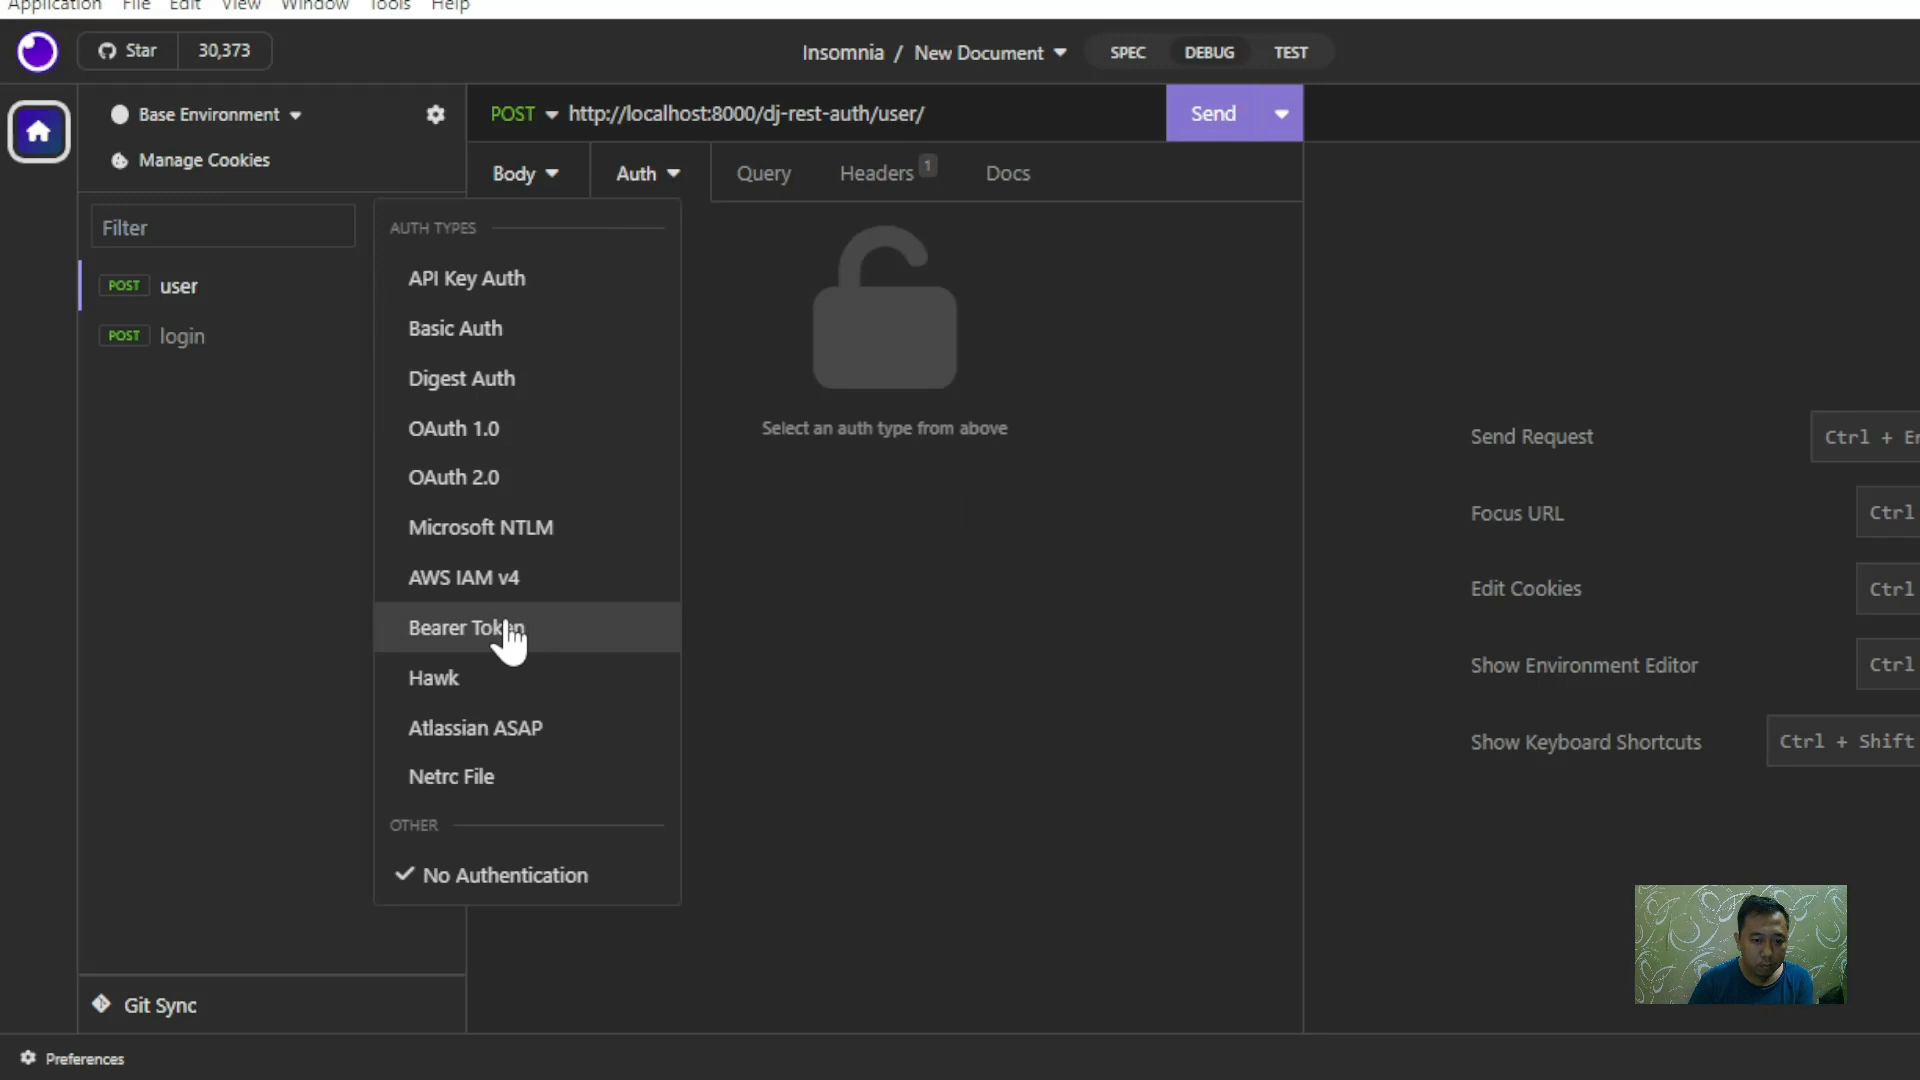 Application File Edit View Window Tools Help
Star 30,373
Insomnia / New Document
SPEC DEBUG TEST
Base Environment
Manage Cookies
POST http://localhost:8000/dj-rest-auth/user/
Send
Body Auth Query Headers 1 Docs
Filter
POST user
POST login
AUTH TYPES
API Key Auth
Basic Auth
Digest Auth
OAuth 1.0
OAuth 2.0
Microsoft NTLM
AWS IAM v4
Bearer Token
Hawk
Atlassian ASAP
Netrc File
OTHER
No Authentication
Select an auth type from above
Send Request Ctrl +
Focus URL Ctrl
Edit Cookies Ctrl
Show Environment Editor Ctrl
Show Keyboard Shortcuts Ctrl + Shift
Git Sync
Preferences